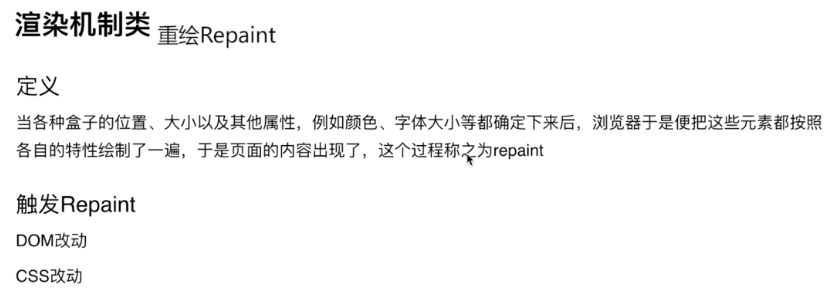 渲染机制类 重绘Repaint
定义
当各种盒子的位置、大小以及其他属性，例如颜色、字体大小等都确定下来后，浏览器于是便把这些元素都按照
各自的特性绘制了一遍，于是页面的内容出现了，这个过程称之为repaint
触发Repaint
DOM改动
CSS改动